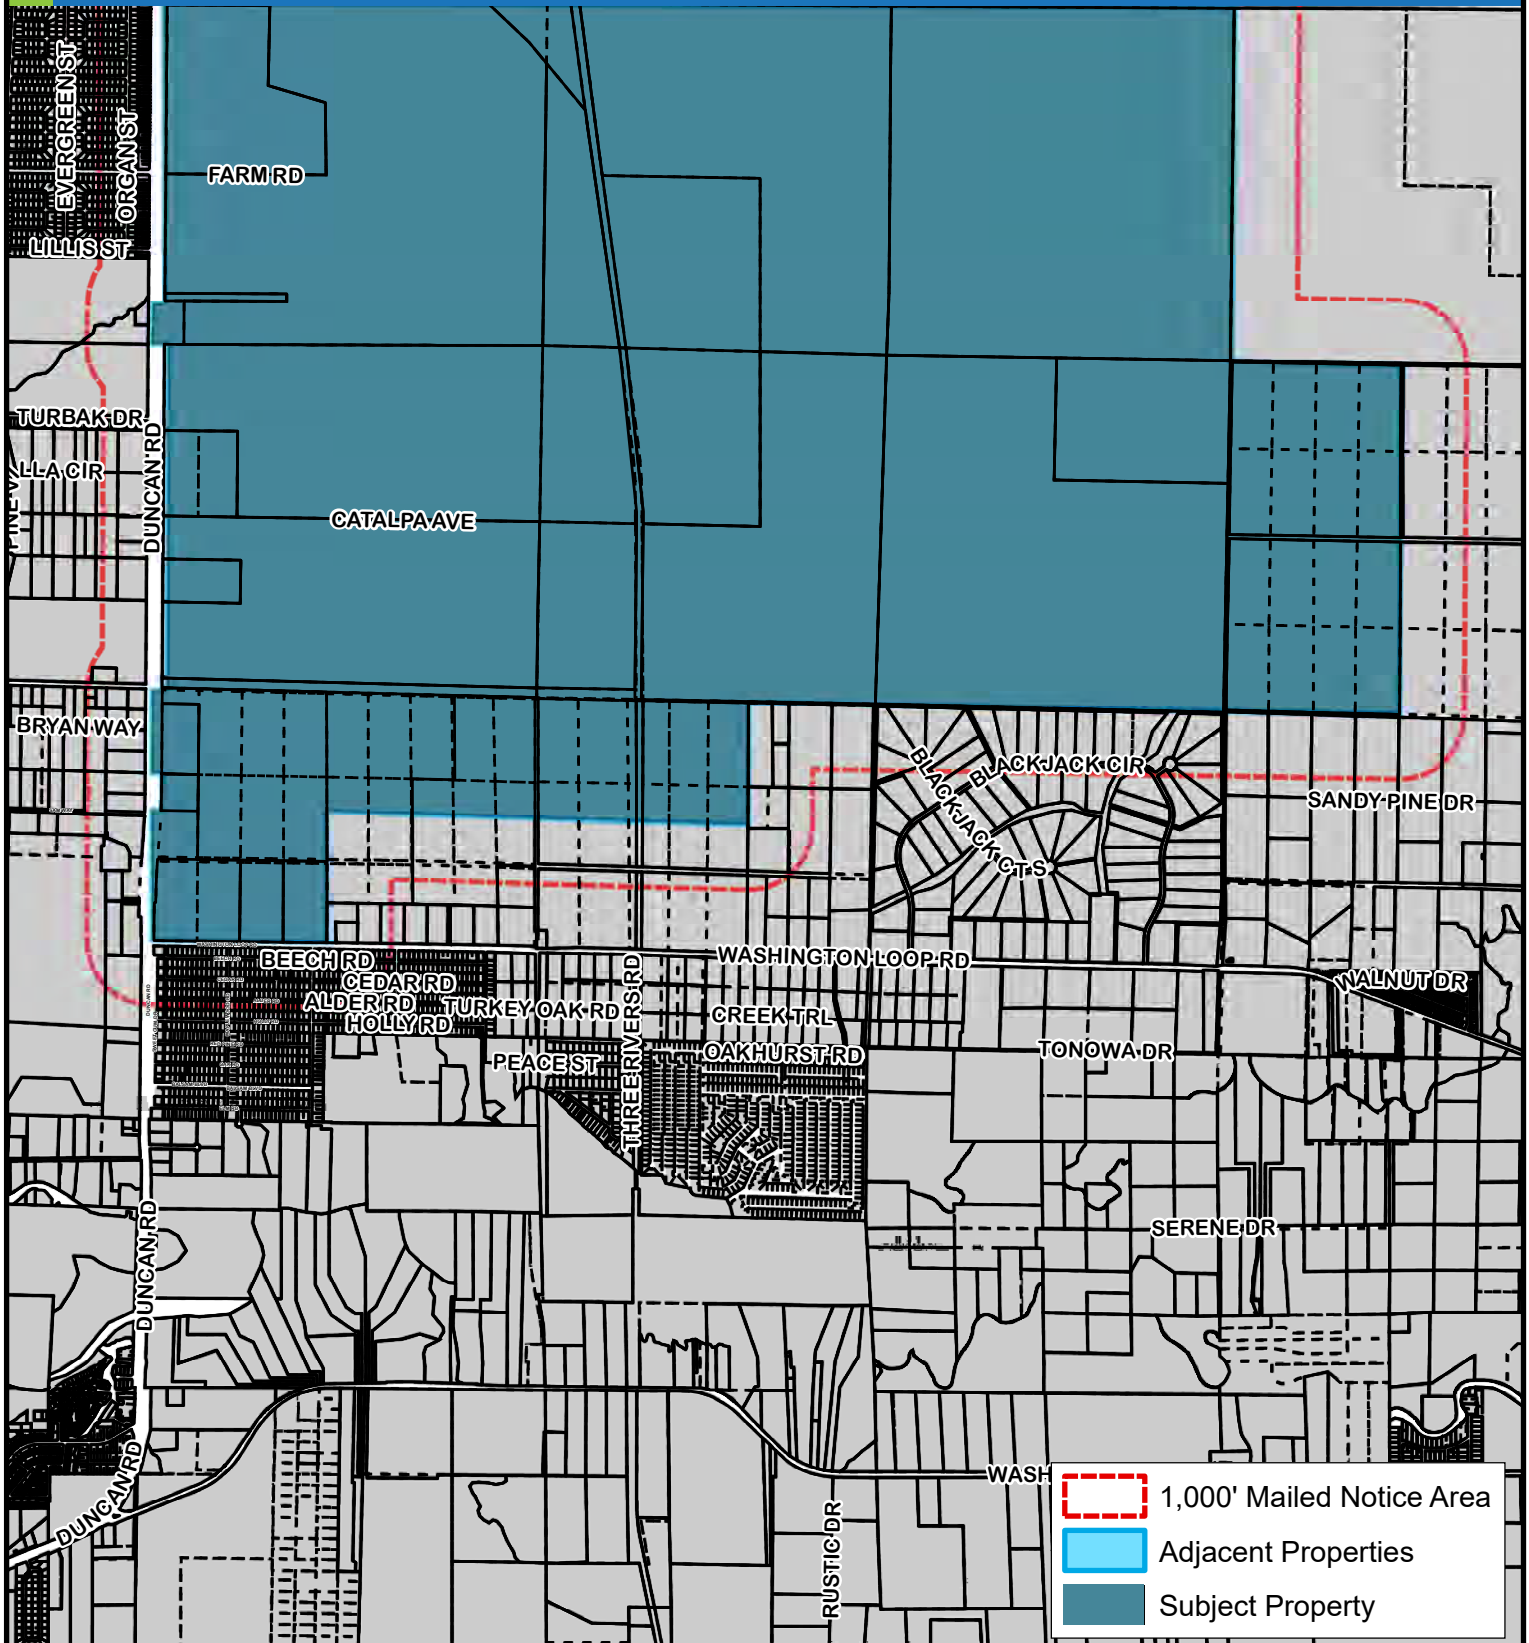 EVERGREEN ST
ORGAN ST
FARM RD
LILLIS ST
TURBAK DR
DUNCAN RD
LLA CIR
PINEV
CATALPA AVE
BRYAN WAY
BLACKJACK CIR
BLACKJACK CT S
SANDY PINE DR
BEECH RD
WASHINGTON LOOP RD
CEDAR RD
WALNUT DR
ALDER RD
TURKEY OAK RD
HOLLY RD
CREEK TRL
THREE RIVERS RD
PEACE ST
OAKHURST RD
TONOWA DR
DUNCAN RD
SERENE DR
DUNCAN RD
WASH
RUSTIC DR
1,000' Mailed Notice Area
Adjacent Properties
Subject Property